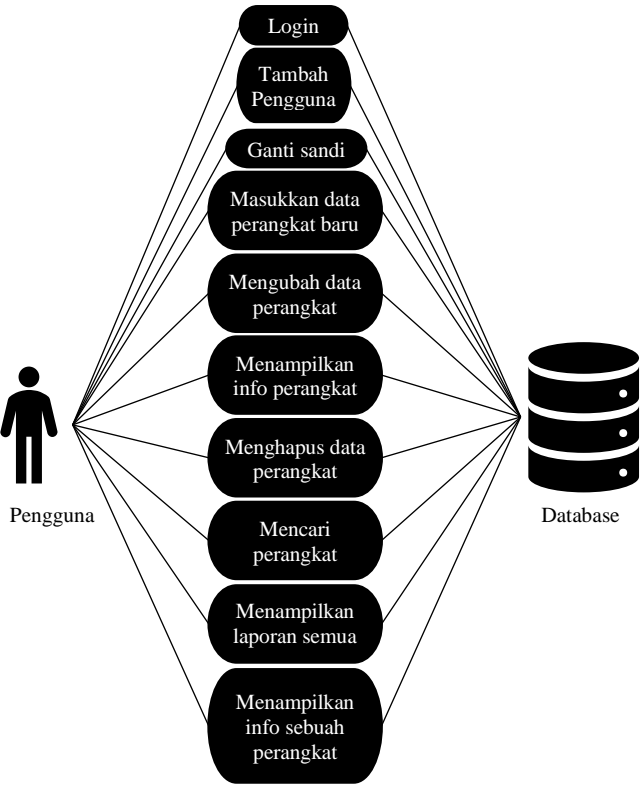 Login
Tambah
Pengguna
Ganti sandi
Masukkan data
perangkat baru
Mengubah data
perangkat
Menampilkan
info perangkat
Menghapus data
perangkat
Mencari
perangkat
Menampilkan
laporan semua
Menampilkan
info sebuah
perangkat
Pengguna
Database